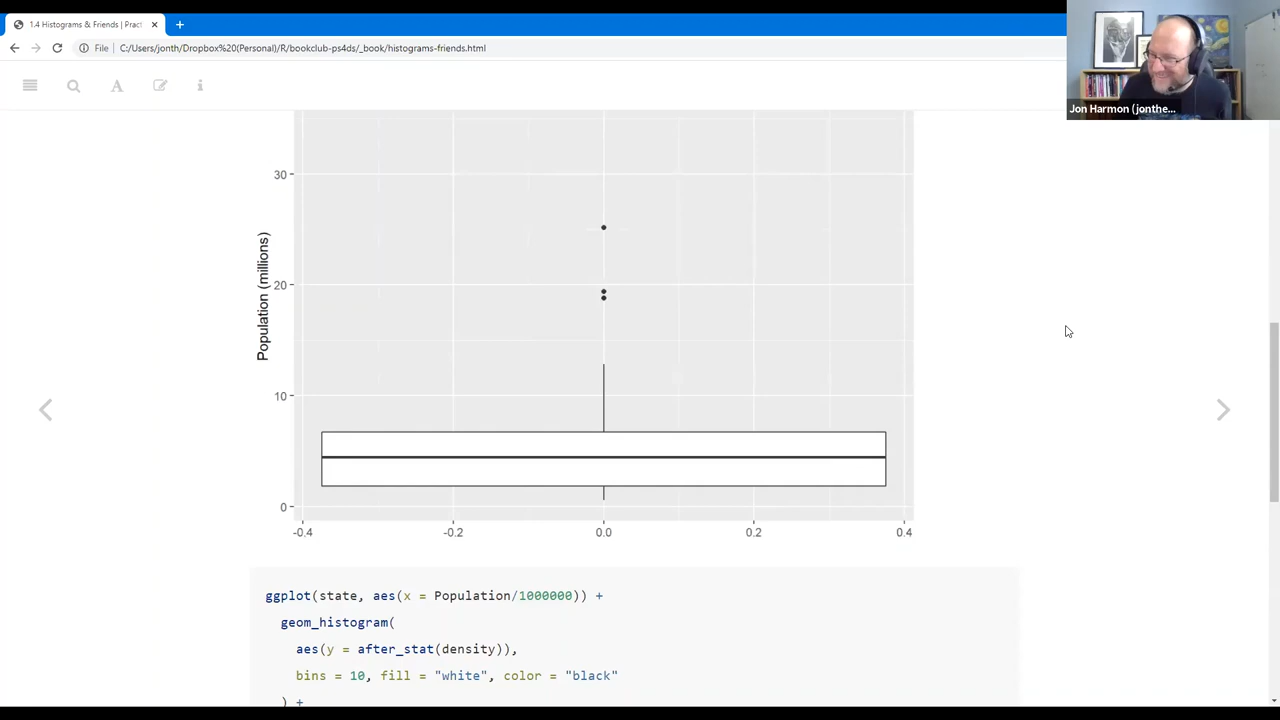 1.4 Histograms & Friends | Pract
File
C:/Users/jonth/Dropbox%20(Personal)/R/bookclub-ps4ds/_book/histograms-friends.html
Jon Harmon (jonthe...
A
Population (millions)
30
20
10
0
-0.4 -0.2 0.0 0.2 0.4
ggplot(state, aes(x = Population/1000000)) +
geom_histogram(
aes(y = after_stat(density)),
bins = 10, fill = "white", color = "black"
) +